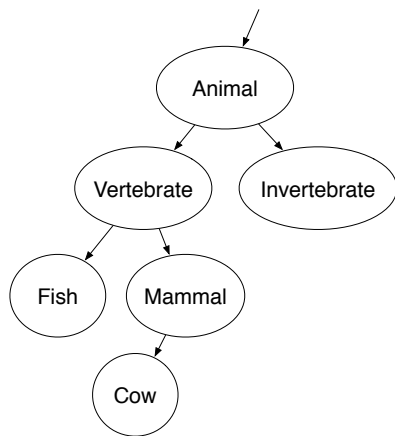 Animal
Vertebrate
Invertebrate
Fish
Mammal
Cow